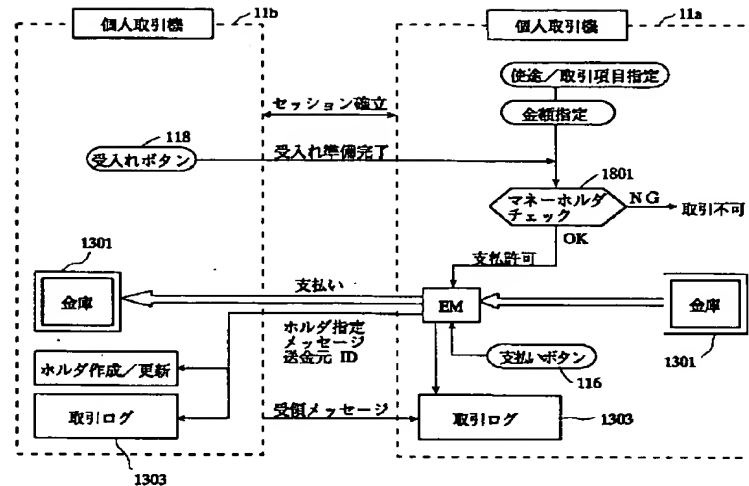 個人取引機
11b
個人取引機
11a
使途／取引項目指定
セッション確立
金額指定
118
受入れボタン
受入れ準備完了
1801
マネーホルダ
チェック
NG
取引不可
OK
支払許可
1301
金庫
支払い
EM
金庫
1301
ホルダ指定
メッセージ
送金元 ID
支払いボタン
116
ホルダ作成／更新
取引ログ
受領メッセージ
取引ログ
1303
1303